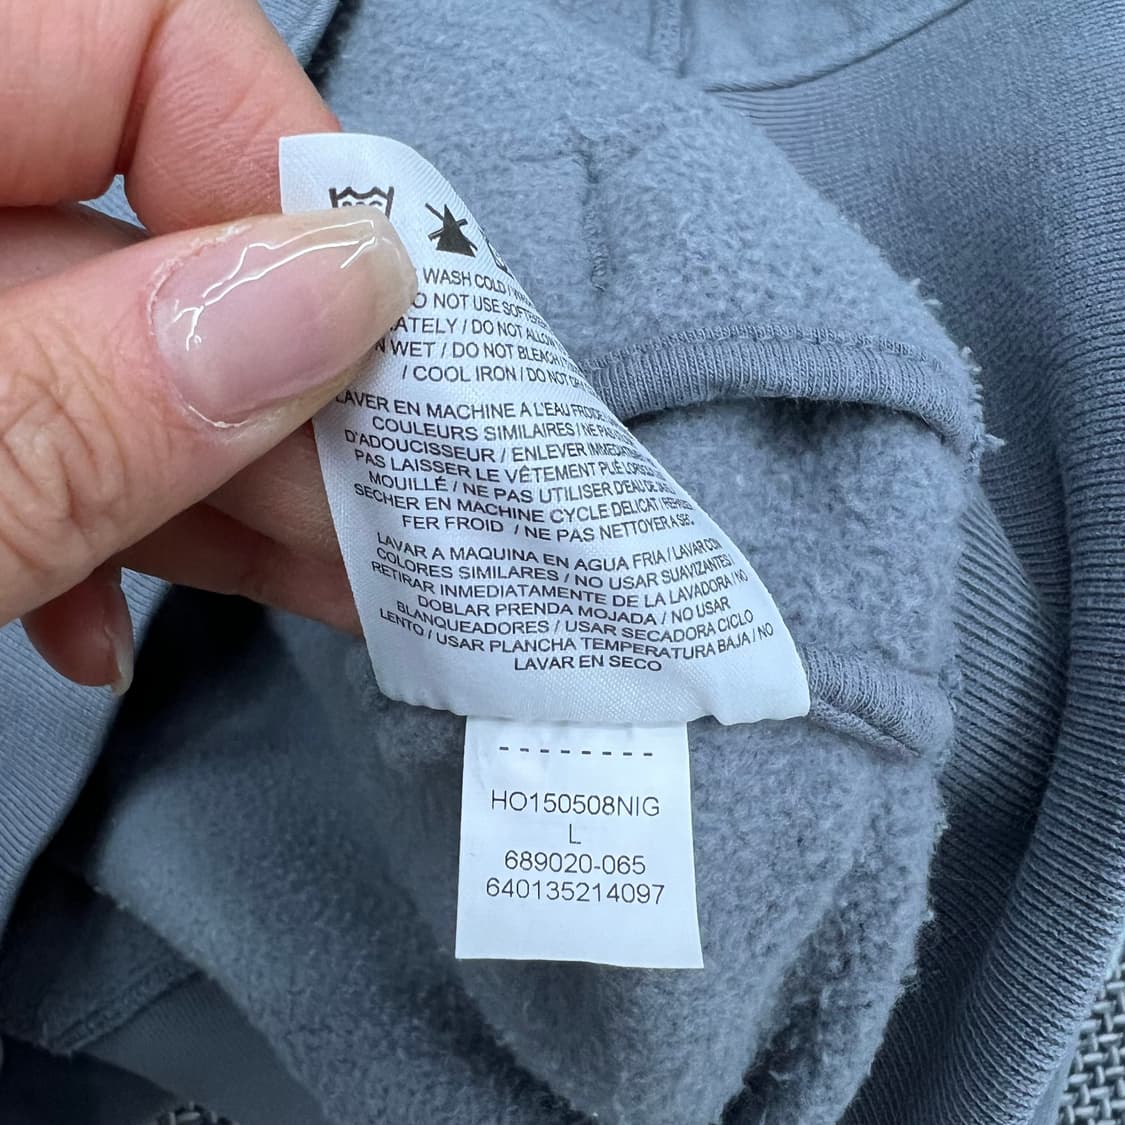 WASH COLD /
NOT USE
/ DO NOT ALLOW
WET / DO NOT BLEACH /
/ COOL IRON / DO NOT
LAVER EN MACHINE A L'EAU FROIDE
COULEURS SIMILAIRES / NE PAS
D'ADOUCISSEUR / ENLEVER
PAS LAISSER LE VÊTEMENT PLIÉ
MOUILLÉ / NE PAS UTILISER D'EAU DE
SECHER EN MACHINE CYCLE DELICAT /
FER FROID / NE PAS NETTOYER A SEC
LAVAR A MAQUINA EN AGUA FRIA / LAVAR CON
COLORES SIMILARES / NO USAR SUAVIZANTES /
RETIRAR INMEDIATAMENTE DE LA LAVADORA / NO
DOBLAR PRENDA MOJADA / NO USAR
BLANQUEADORES / USAR SECADORA CICLO
LENTO / USAR PLANCHA TEMPERATURA BAJA / NO
LAVAR EN SECO
HO150508NIG
L
689020-065
640135214097